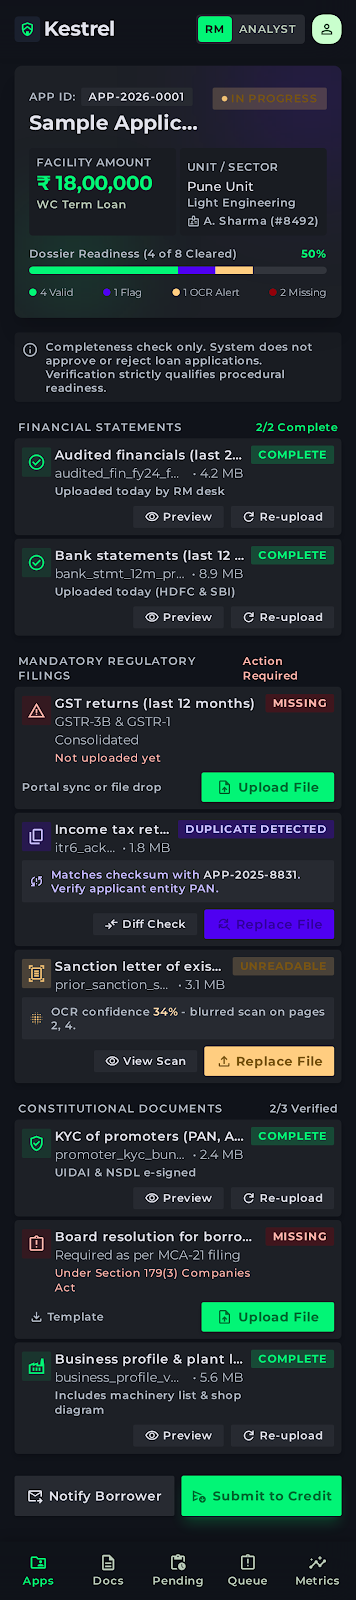 Kestrel
RM ANALYST
APP ID: APP-2026-0001
IN PROGRESS
Sample Applic...
FACILITY AMOUNT
₹ 18,00,000
WC Term Loan
UNIT / SECTOR
Pune Unit
Light Engineering
A. Sharma (#8492)
Dossier Readiness (4 of 8 Cleared) 50%
4 Valid 1 Flag 1 OCR Alert 2 Missing
Completeness check only. System does not
approve or reject loan applications.
Verification strictly qualifies procedural
readiness.
FINANCIAL STATEMENTS 2/2 Complete
Audited financials (last 2... COMPLETE
audited_fin_fy24_f... • 4.2 MB
Uploaded today by RM desk
Preview Re-upload
Bank statements (last 12 ... COMPLETE
bank_stmt_12m_pr... • 8.9 MB
Uploaded today (HDFC & SBI)
Preview Re-upload
MANDATORY REGULATORY
FILINGS
Action
Required
GST returns (last 12 months) MISSING
GSTR-3B & GSTR-1
Consolidated
Not uploaded yet
Portal sync or file drop Upload File
Income tax ret... DUPLICATE DETECTED
itr6_ack... • 1.8 MB
Matches checksum with APP-2025-8831.
Verify applicant entity PAN.
Diff Check Replace File
Sanction letter of exis... UNREADABLE
prior_sanction_s... • 3.1 MB
OCR confidence 34% - blurred scan on pages
2, 4.
View Scan Replace File
CONSTITUTIONAL DOCUMENTS 2/3 Verified
KYC of promoters (PAN, A... COMPLETE
promoter_kyc_bun... • 2.4 MB
UIDAI & NSDL e-signed
Preview Re-upload
Board resolution for borro... MISSING
Required as per MCA-21 filing
Under Section 179(3) Companies
Act
Template Upload File
Business profile & plant l... COMPLETE
business_profile_v... • 5.6 MB
Includes machinery list & shop
diagram
Preview Re-upload
Notify Borrower Submit to Credit
Apps Docs Pending Queue Metrics